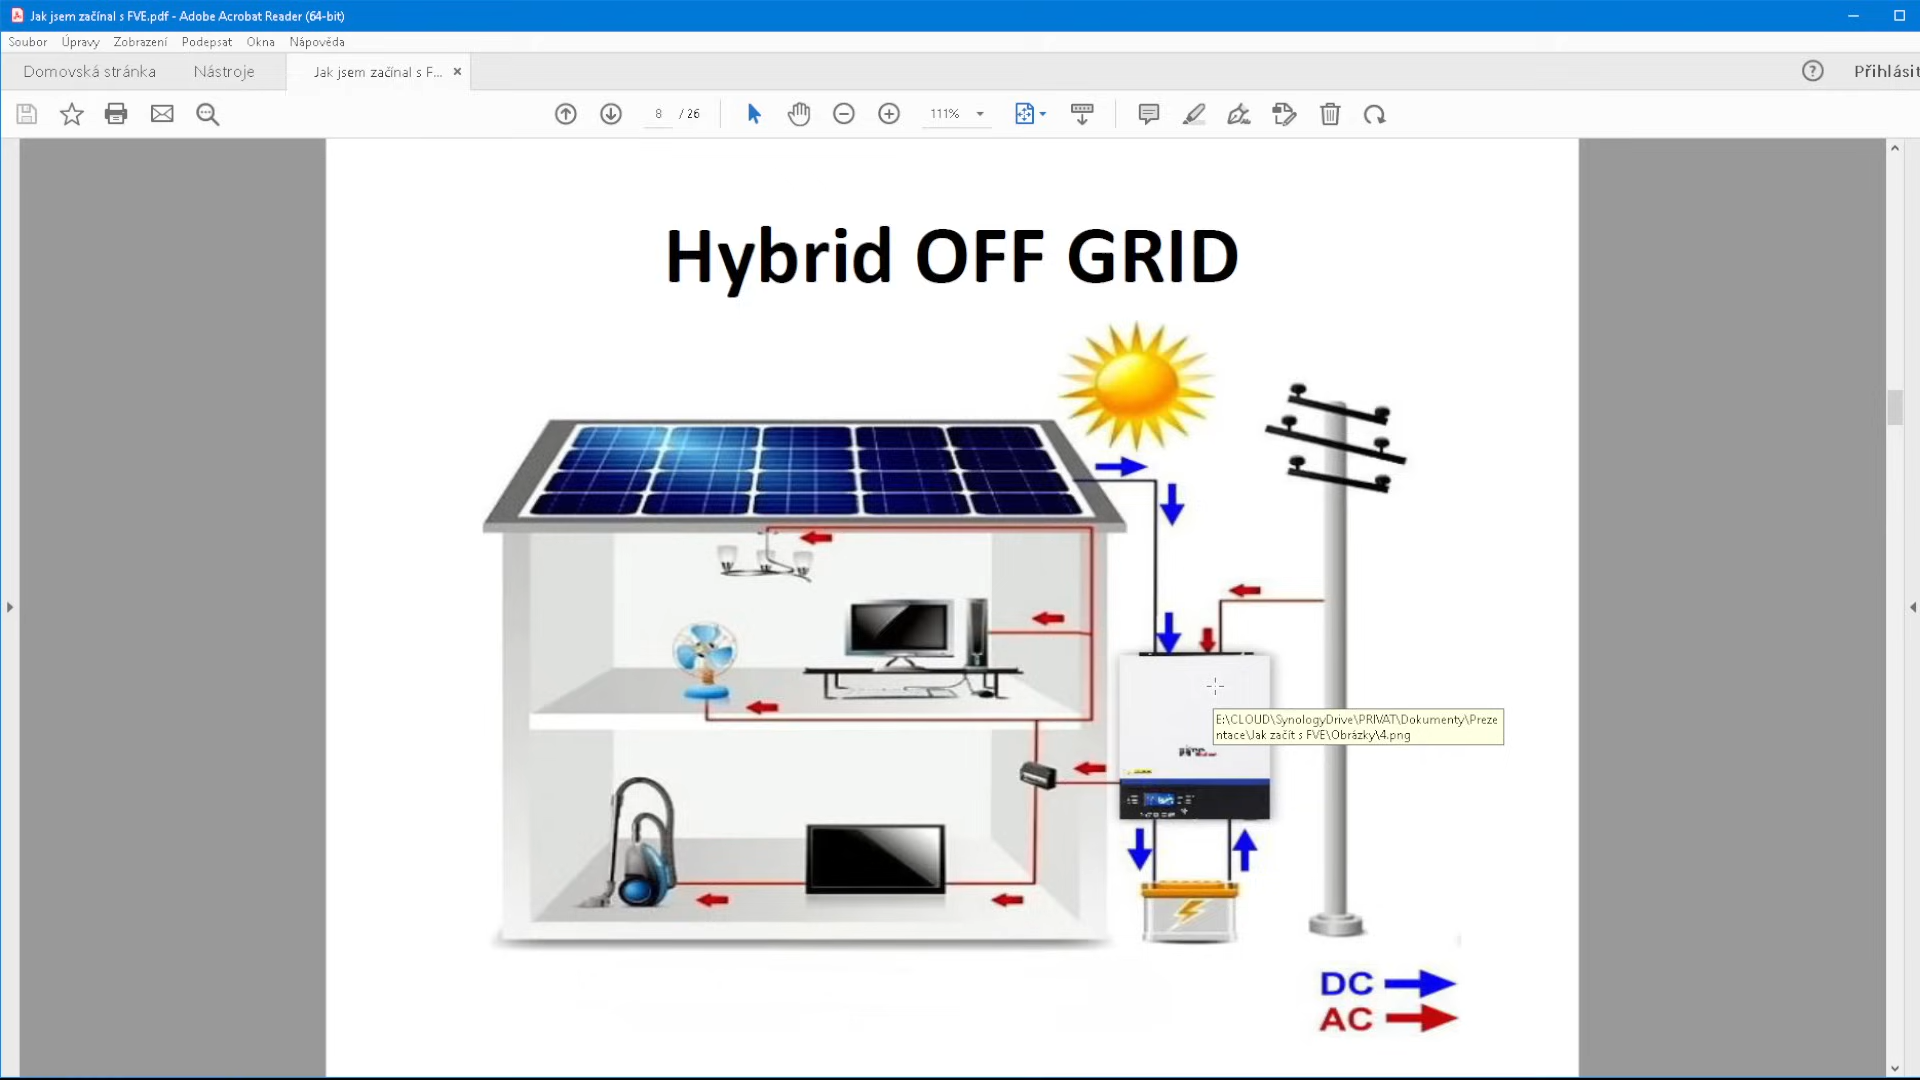 Jak jsem začínal s FVE.pdf - Adobe Acrobat Reader (64-bit)
Soubor Úpravy Zobrazení Podepsat Okna Nápověda
Domovská stránka Nástroje Jak jsem začínal s F... Přihlásit
8 / 26 111%
Hybrid OFF GRID
E:\CLOUD\SynologyDrive\PRIVAT\Dokumenty\Preze
ntace\Jak začít s FVE\Obrázky\4.png
DC
AC